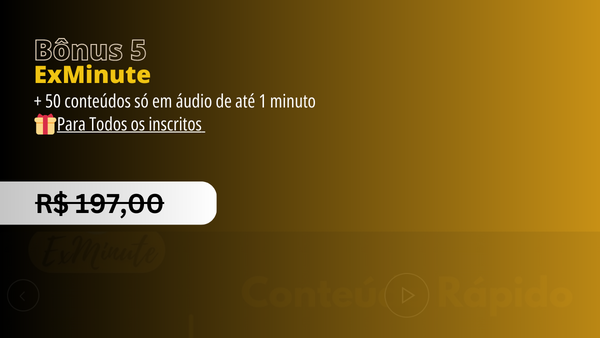 Bônus 5
ExMinute
+ 50 conteúdos só em áudio de até 1 minuto
Para Todos os inscritos
R$ 197,00
ExMinute
Rápido